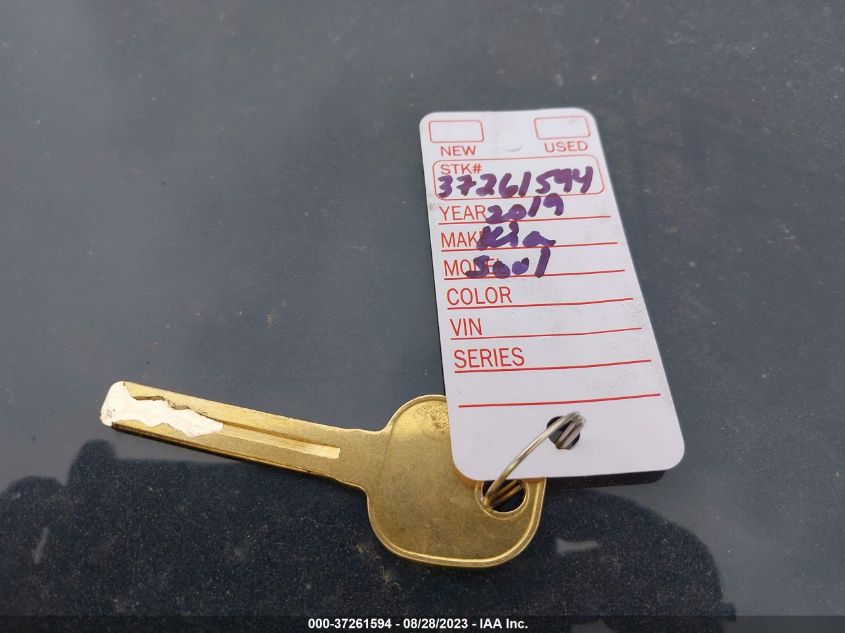 NEW USED
STK#
37261594
YEAR 2019
MAKE Kia
MODEL Soul
COLOR
VIN
SERIES
000-37261594 - 08/28/2023 - IAA Inc.